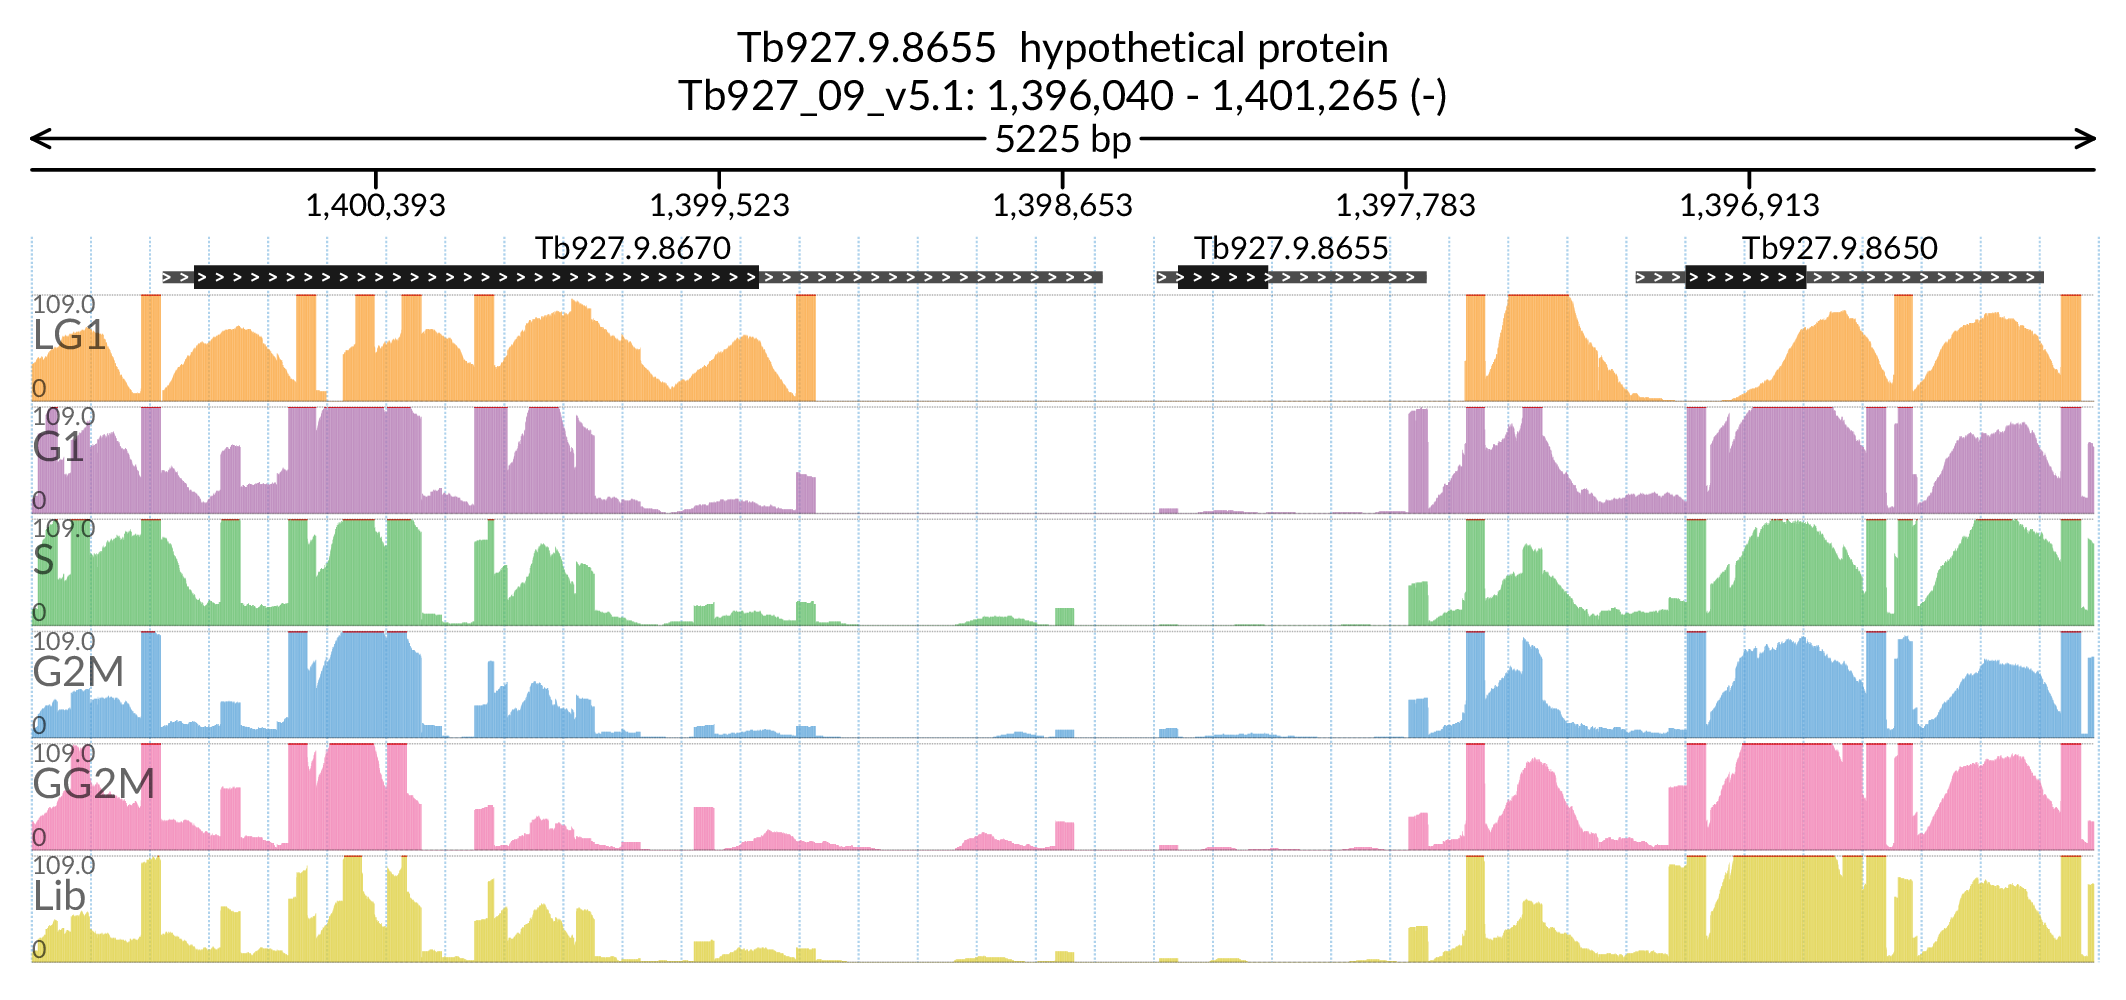 Tb927.9.8655  hypothetical protein
Tb927_09_v5.1: 1,396,040 - 1,401,265 (-)
5225 bp
1,400,393 1,399,523 1,398,653 1,397,783 1,396,913
Tb927.9.8670 Tb927.9.8655 Tb927.9.8650
109.0
LG1
0
109.0
G1
0
109.0
S
0
109.0
G2M
0
109.0
GG2M
0
109.0
Lib
0